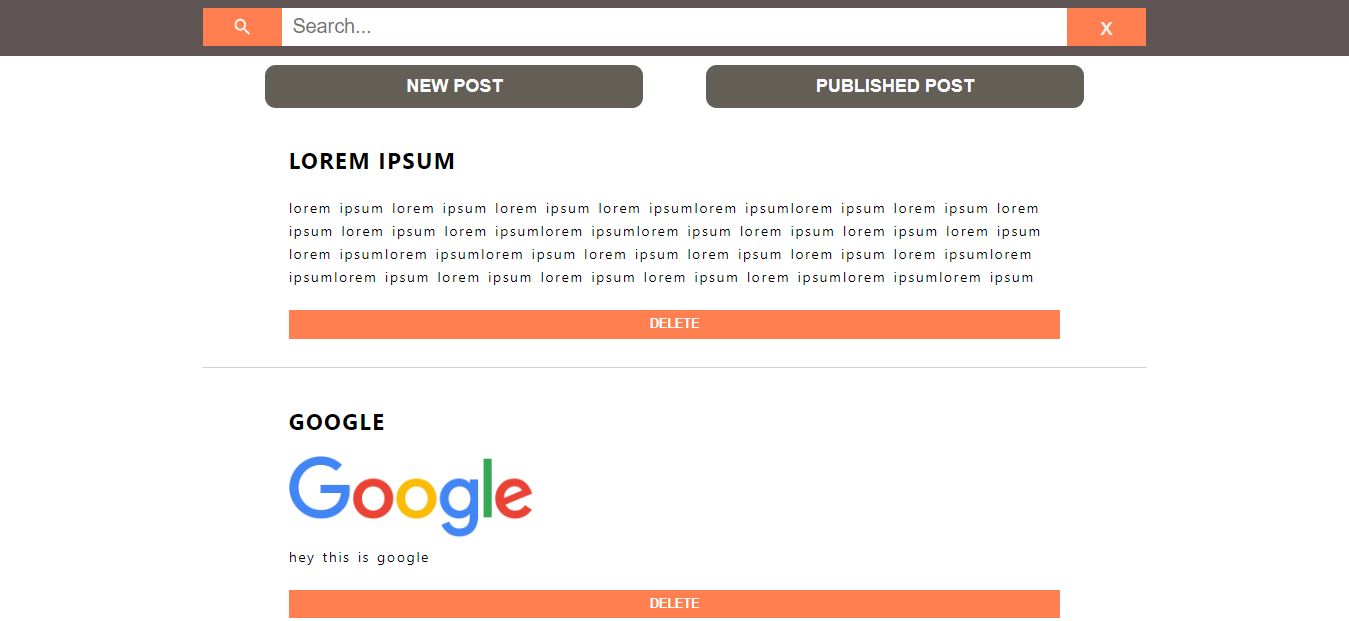 Search...
X
NEW POST
PUBLISHED POST
LOREM IPSUM
lorem ipsum lorem ipsum lorem ipsum lorem ipsumlorem ipsumlorem ipsum lorem ipsum lorem
ipsum lorem ipsum lorem ipsumlorem ipsumlorem ipsum lorem ipsum lorem ipsum lorem ipsum
lorem ipsumlorem ipsumlorem ipsum lorem ipsum lorem ipsum lorem ipsum lorem ipsumlorem
ipsumlorem ipsum lorem ipsum lorem ipsum lorem ipsum lorem ipsumlorem ipsumlorem ipsum
DELETE
GOOGLE
Google
hey this is google
DELETE